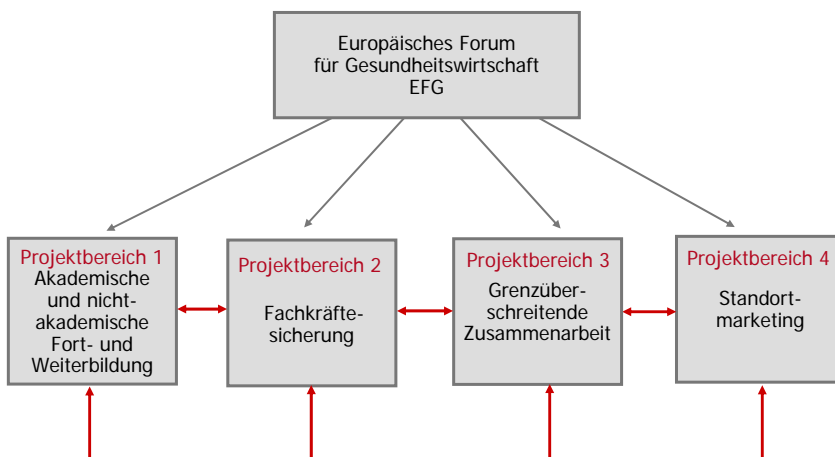 Europäisches Forum
für Gesundheitswirtschaft
EFG
Projektbereich 1
Akademische
und nicht-
akademische
Fort- und
Weiterbildung
Projektbereich 2
Fachkräfte-
sicherung
Projektbereich 3
Grenzüber-
schreitende
Zusammenarbeit
Projektbereich 4
Standort-
marketing